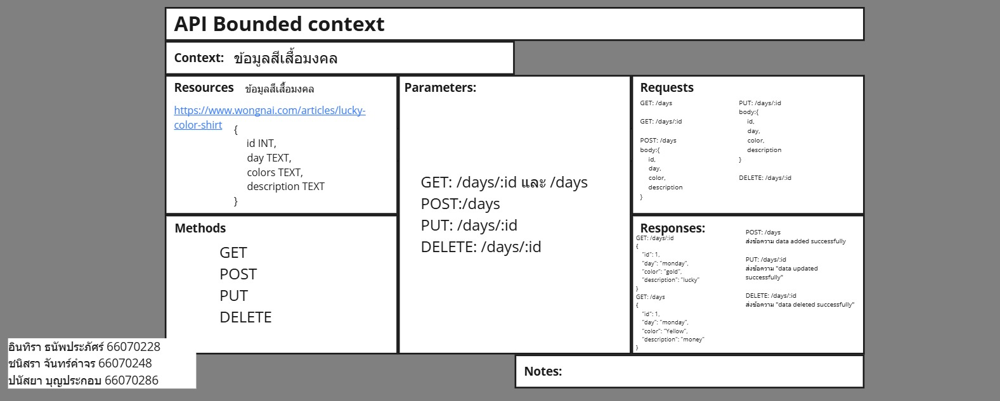 API Bounded context
Context: ข้อมูลสีเสื้อมงคล
Resources ข้อมูลสีเสื้อมงคล
https://www.wongnai.com/articles/lucky-
color-shirt
{
id INT,
day TEXT,
colors TEXT,
description TEXT
}
Methods
GET
POST
PUT
DELETE
Parameters:
GET: /days/:id และ /days
POST:/days
PUT: /days/:id
DELETE: /days/:id
Requests
GET: /days
GET: /days/:id
POST: /days
body:{
id,
day,
color,
description
}
PUT: /days/:id
body:{
id,
day,
color,
description
}
DELETE: /days/:id
Responses:
GET: /days/:id
{
"id": 1,
"day": "monday",
"color": "gold",
"description": "lucky"
}
GET: /days
{
"id": 1,
"day": "monday",
"color": "Yellow",
"description": "money"
}
POST: /days
ส่งข้อความ data added successfully
PUT: /days/:id
ส่งข้อความ "data updated
successfully"
DELETE: /days/:id
ส่งข้อความ "data deleted successfully"
Notes:
อินทิรา ธนัพประภัศร์ 66070228
ชนิสรา จันทร์คำจร 66070248
ปนัสยา บุญประกอบ 66070286